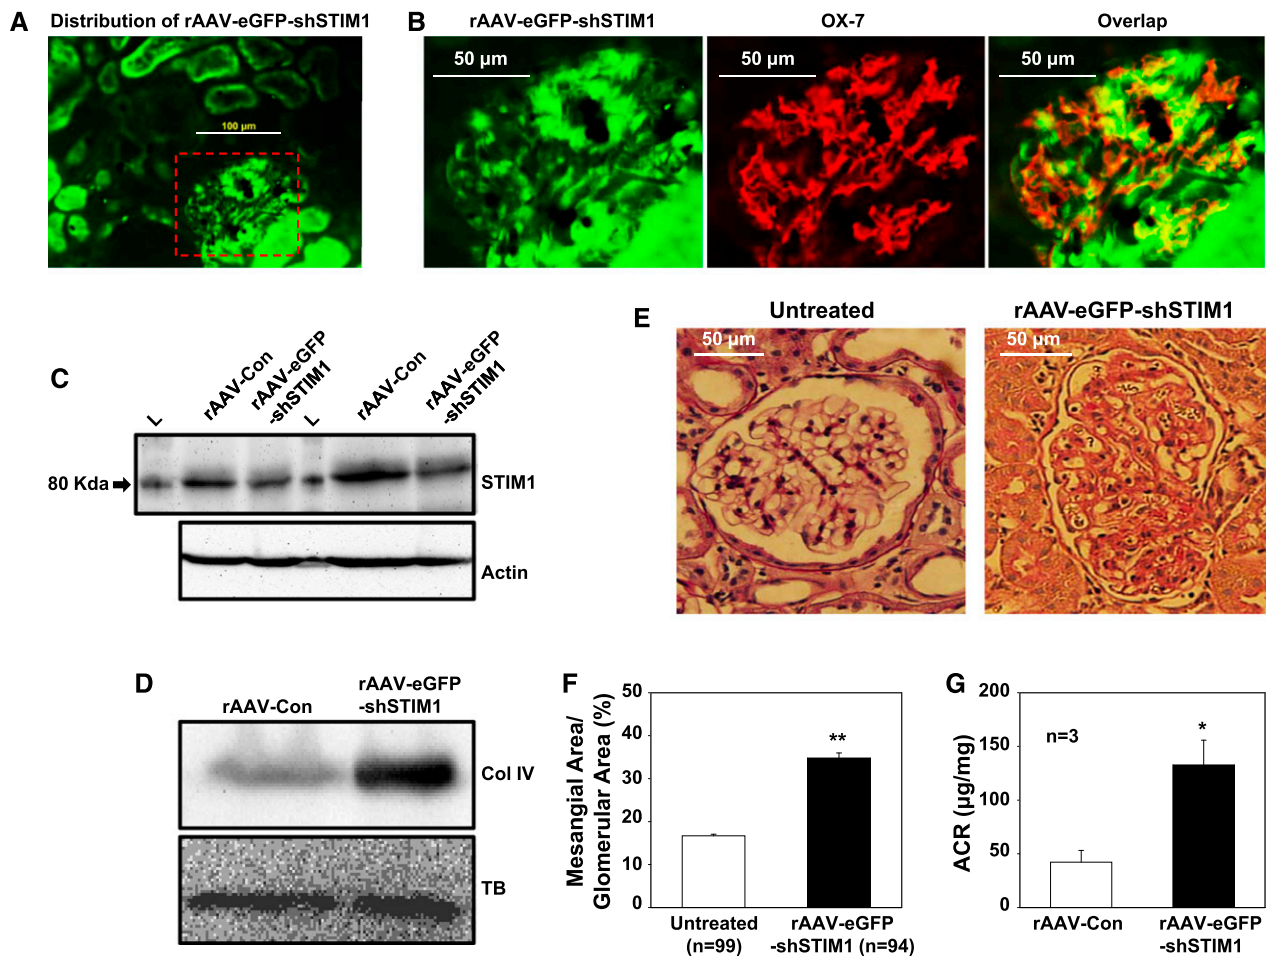 A
Distribution of rAAV-eGFP-shSTIM1
100 µm
B
rAAV-eGFP-shSTIM1
OX-7
Overlap
50 µm
50 µm
50 µm
C
L
rAAV-Con
rAAV-eGFP
-shSTIM1
L
rAAV-Con
rAAV-eGFP
-shSTIM1
80 Kda
STIM1
Actin
E
Untreated
rAAV-eGFP-shSTIM1
50 µm
50 µm
D
rAAV-Con
rAAV-eGFP
-shSTIM1
Col IV
TB
F
Mesangial Area/
Glomerular Area (%)
50
40
30
20
10
0
**
Untreated
(n=99)
rAAV-eGFP
-shSTIM1 (n=94)
G
ACR (µg/mg)
200
150
100
50
0
n=3
*
rAAV-Con
rAAV-eGFP
-shSTIM1